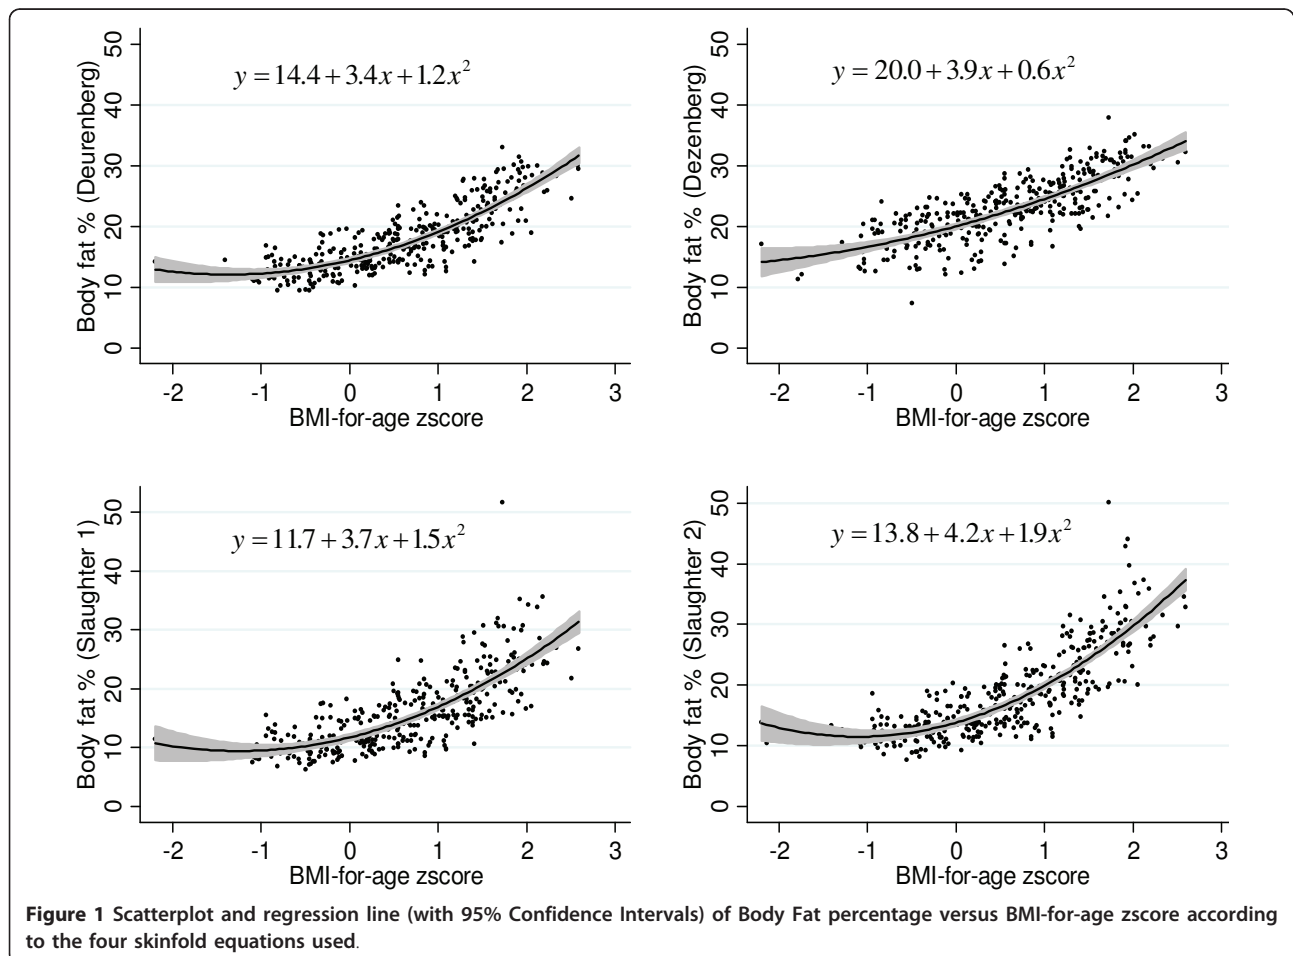 y = 14.4 + 3.4x + 1.2x²
Body fat % (Deurenberg)
50
40
30
20
10
0
-2 -1 0 1 2 3
BMI-for-age zscore
y = 20.0 + 3.9x + 0.6x²
Body fat % (Dezenberg)
50
40
30
20
10
0
-2 -1 0 1 2 3
BMI-for-age zscore
y = 11.7 + 3.7x + 1.5x²
Body fat % (Slaughter 1)
50
40
30
20
10
0
-2 -1 0 1 2 3
BMI-for-age zscore
y = 13.8 + 4.2x + 1.9x²
Body fat % (Slaughter 2)
50
40
30
20
10
0
-2 -1 0 1 2 3
BMI-for-age zscore
Figure 1 Scatterplot and regression line (with 95% Confidence Intervals) of Body Fat percentage versus BMI-for-age zscore according
to the four skinfold equations used.